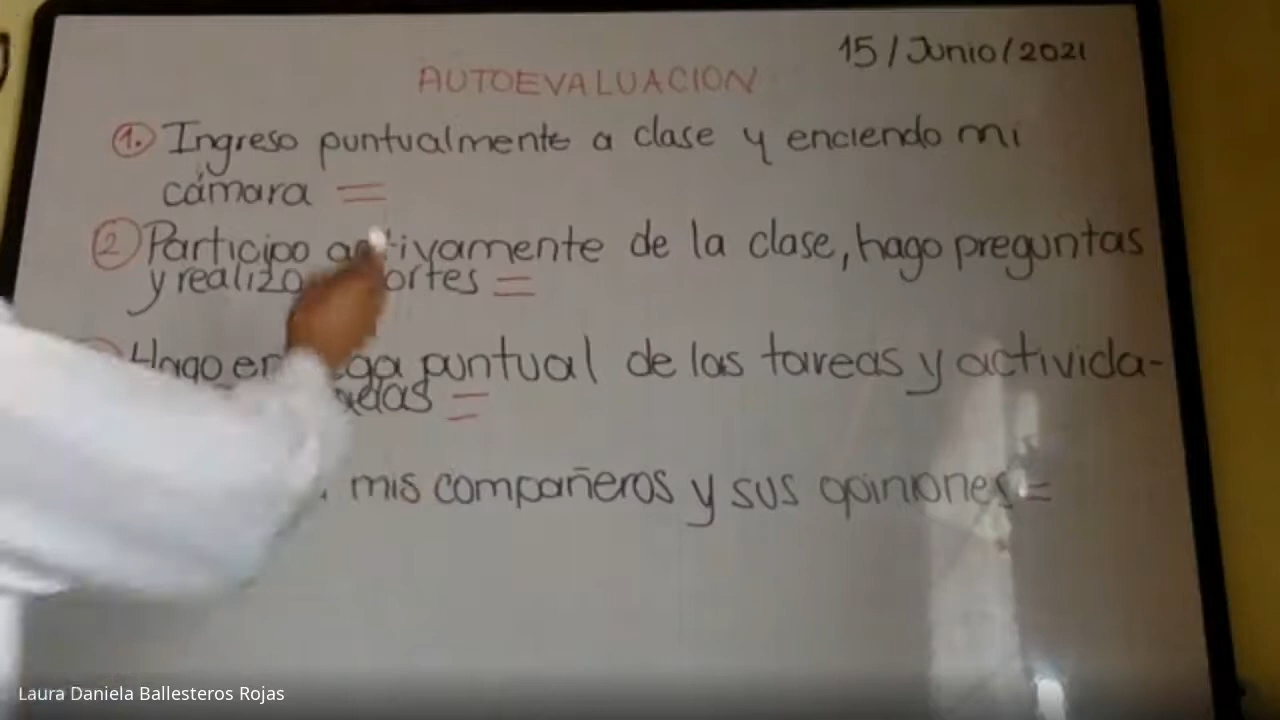 15/Junio/2021
AUTOEVALUACION
1. Ingreso puntualmente a clase y enciendo mi
cámara =
2 Participo activamente de la clase, hago preguntas
y realizo =
Hago puntual de las tareas y activida-
=
mis compañeros y sus opiniones =
Laura Daniela Ballesteros Rojas